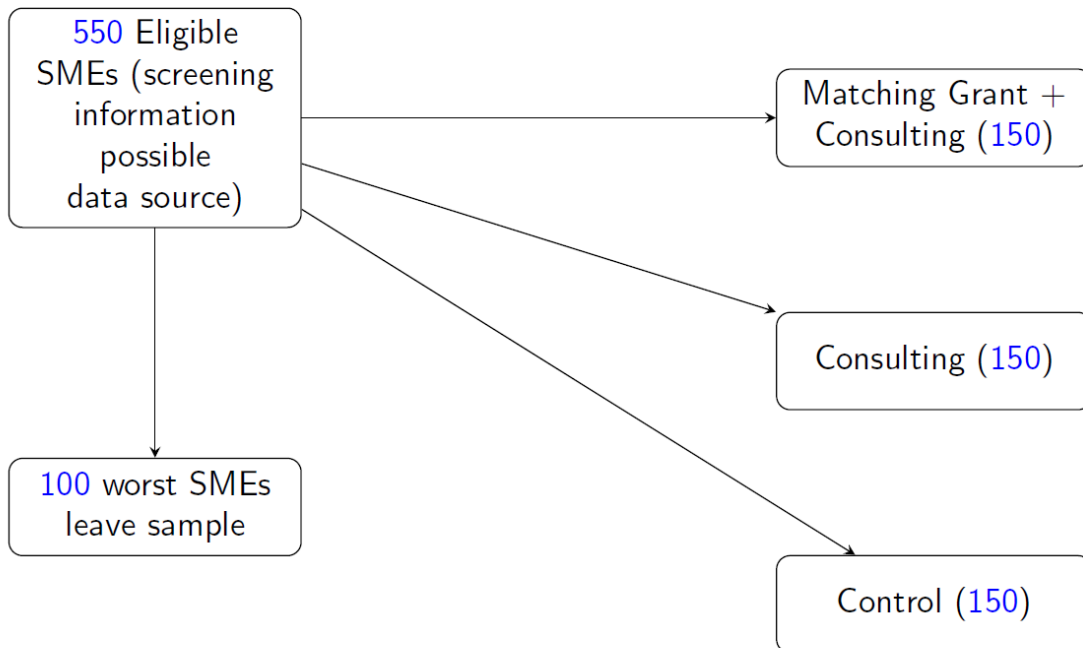 550 Eligible
SMEs (screening
information
possible
data source)
Matching Grant +
Consulting (150)
Consulting (150)
100 worst SMEs
leave sample
Control (150)